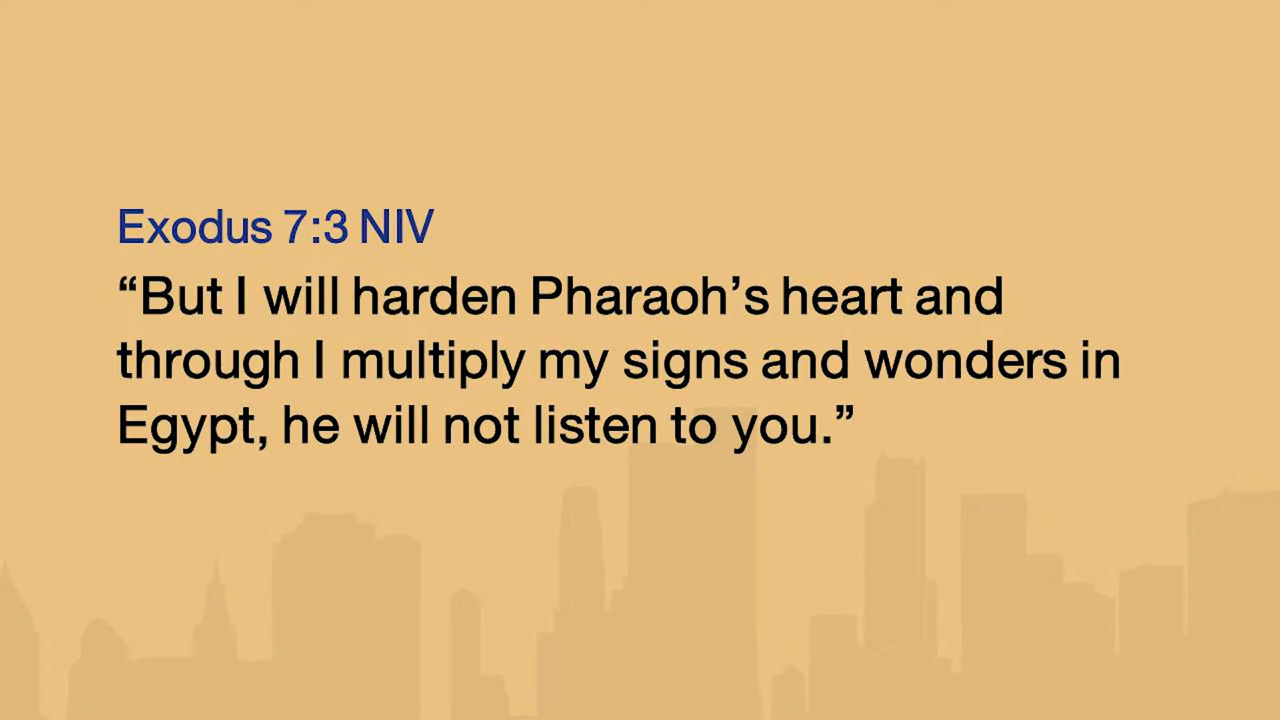 Exodus 7:3 NIV
“But I will harden Pharaoh’s heart and
through I multiply my signs and wonders in
Egypt, he will not listen to you.”